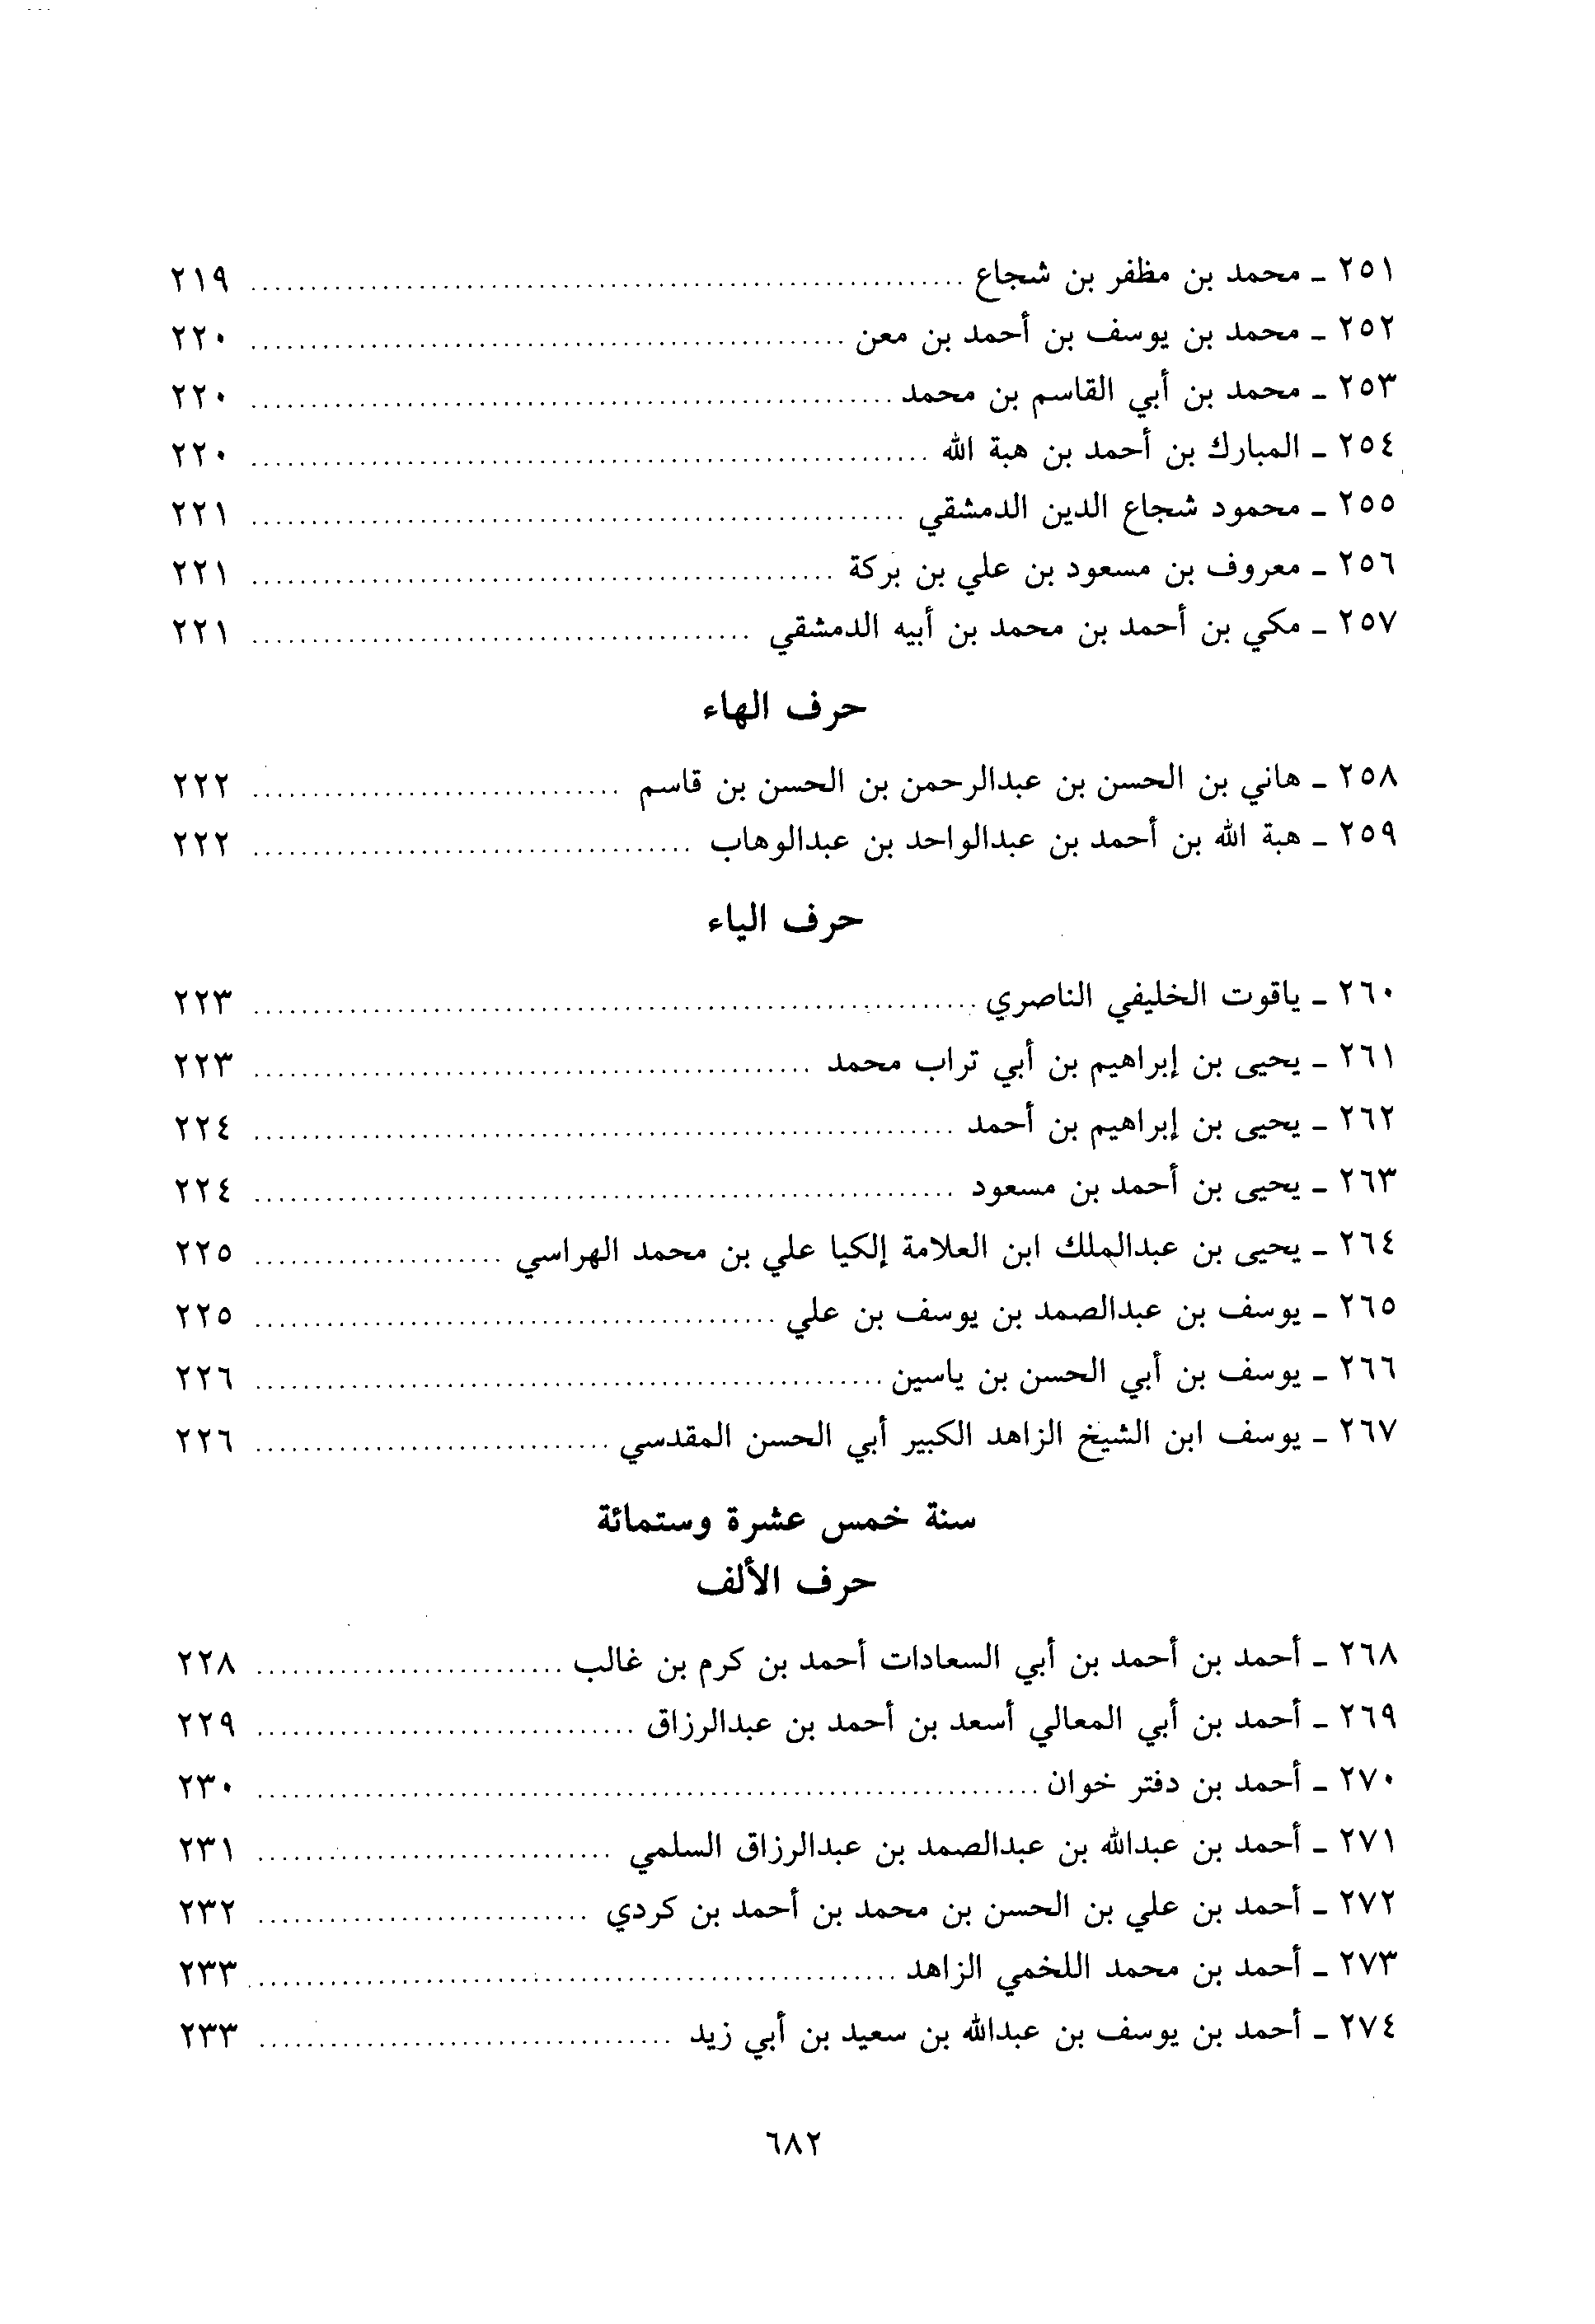 ٢٥١ ـ محمد بن مظفر بن شجاع ........ ٢١٩
٢٥٢ ـ محمد بن يوسف بن أحمد بن معن ........ ٢٢٠
٢٥٣ ـ محمد بن أبي القاسم بن محمد ........ ٢٢٠
٢٥٤ ـ المبارك بن أحمد بن هبة الله ........ ٢٢٠
٢٥٥ ـ محمود شجاع الدين الدمشقي ........ ٢٢١
٢٥٦ ـ معروف بن مسعود بن علي بن بركة ........ ٢٢١
٢٥٧ ـ مكي بن أحمد بن محمد بن أبيه الدمشقي ........ ٢٢١
حرف الهاء
٢٥٨ ـ هاني بن الحسن بن عبدالرحمن بن الحسن بن قاسم ........ ٢٢٢
٢٥٩ ـ هبة الله بن أحمد بن عبدالواحد بن عبدالوهاب ........ ٢٢٢
حرف الياء
٢٦٠ ـ ياقوت الخليفي الناصري ........ ٢٢٣
٢٦١ ـ يحيى بن إبراهيم بن أبي تراب محمد ........ ٢٢٣
٢٦٢ ـ يحيى بن إبراهيم بن أحمد ........ ٢٢٤
٢٦٣ ـ يحيى بن أحمد بن مسعود ........ ٢٢٤
٢٦٤ ـ يحيى بن عبدالملك ابن العلامة إلكيا علي بن محمد الهراسي ........ ٢٢٥
٢٦٥ ـ يوسف بن عبدالصمد بن يوسف بن علي ........ ٢٢٥
٢٦٦ ـ يوسف بن أبي الحسن بن ياسين ........ ٢٢٦
٢٦٧ ـ يوسف ابن الشيخ الزاهد الكبير أبي الحسن المقدسي ........ ٢٢٦
سنة خمس عشرة وستمائة
حرف الألف
٢٦٨ ـ أحمد بن أحمد بن أبي السعادات أحمد بن كرم بن غالب ........ ٢٢٨
٢٦٩ ـ أحمد بن أبي المعالي أسعد بن أحمد بن عبدالرزاق ........ ٢٢٩
٢٧٠ ـ أحمد بن دفتر خوان ........ ٢٣٠
٢٧١ ـ أحمد بن عبدالله بن عبدالصمد بن عبدالرزاق السلمي ........ ٢٣١
٢٧٢ ـ أحمد بن علي بن الحسن بن محمد بن أحمد بن كردي ........ ٢٣٢
٢٧٣ ـ أحمد بن محمد اللخمي الزاهد ........ ٢٣٣
٢٧٤ ـ أحمد بن يوسف بن عبدالله بن سعيد بن أبي زيد ........ ٢٣٣
٦٨٢